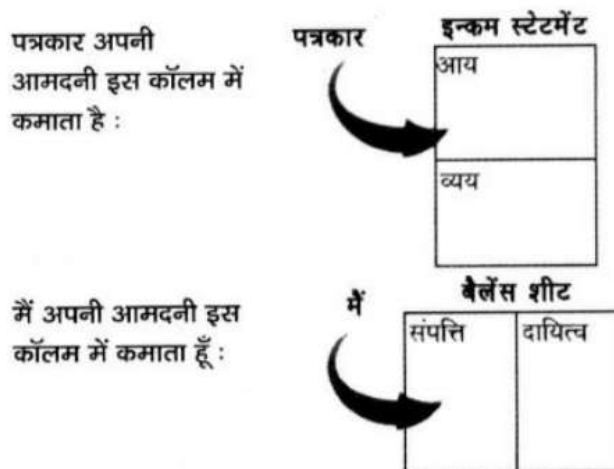 पत्रकार अपनी
आमदनी इस कॉलम में
कमाता है :
पत्रकार
इन्कम स्टेटमेंट
आय
व्यय
मैं अपनी आमदनी इस
कॉलम में कमाता हूँ :
मैं
बैलेंस शीट
संपत्ति
दायित्व